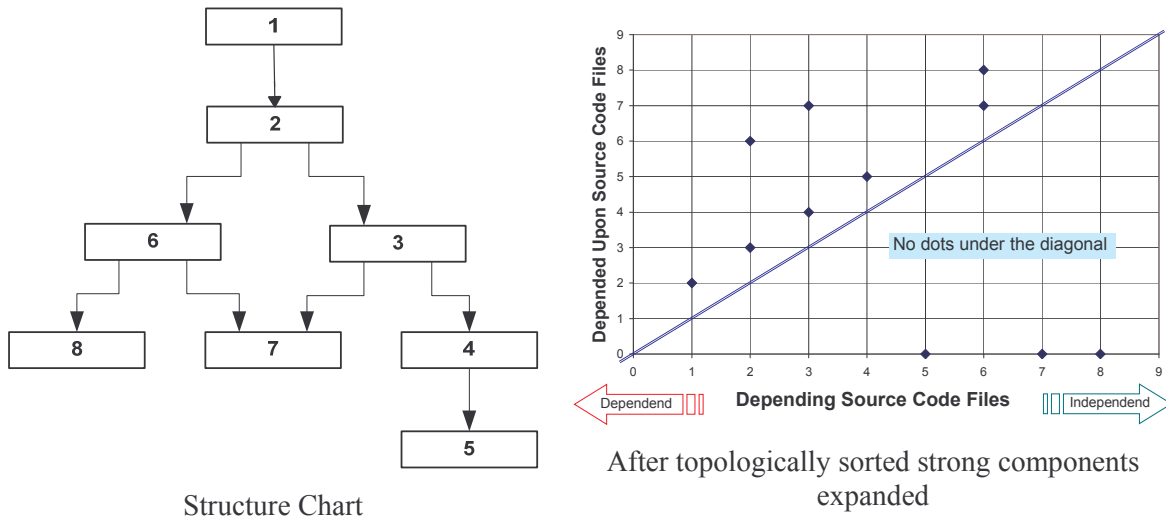 1
2
6
3
8
7
4
5
Structure Chart
Depended Upon Source Code Files
9
8
7
6
5
4
3
2
1
0
No dots under the diagonal
0 1 2 3 4 5 6 7 8 9
Dependend
Depending Source Code Files
Independend
After topologically sorted strong components
expanded